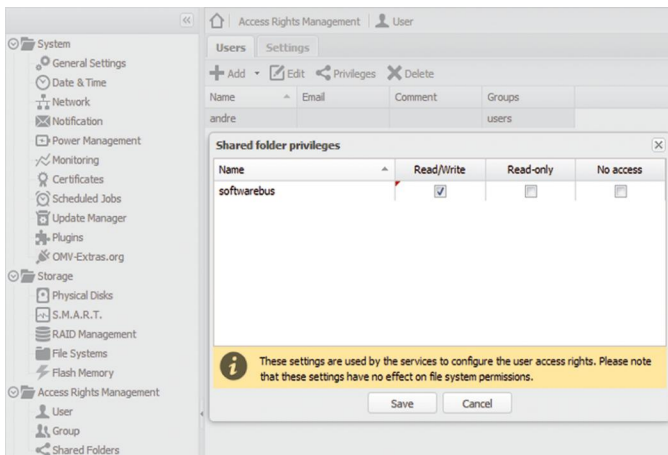 Access Rights Management User
System
General Settings
Date & Time
Network
Notification
Power Management
Monitoring
Certificates
Scheduled Jobs
Update Manager
Plugins
OMV-Extras.org
Storage
Physical Disks
S.M.A.R.T.
RAID Management
File Systems
Flash Memory
Access Rights Management
User
Group
Shared Folders
Users Settings
Add Edit Privileges Delete
Name Email Comment Groups
andre users
Shared folder privileges
Name Read/Write Read-only No access
softwarebus
These settings are used by the services to configure the user access rights. Please note
that these settings have no effect on file system permissions.
Save Cancel